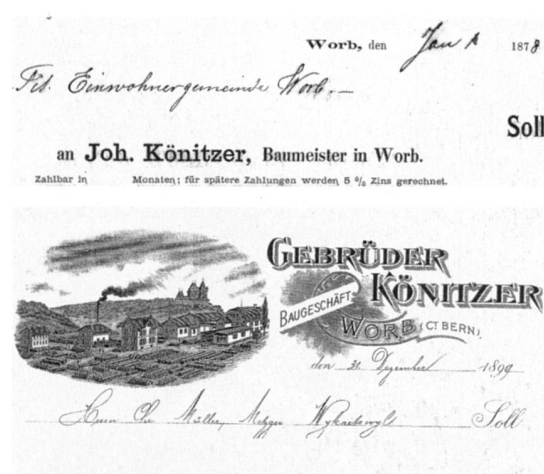 Worb, den Jan 1 1878
Tit. Einwohnergemeinde Worb.—
Soll
an Joh. Könitzer, Baumeister in Worb.
Zahlbar in Monaten; für spätere Zahlungen werden 5 % Zins gerechnet.
GEBRÜDER
KÖNITZER
BAUGESCHÄFT
WORB (CT BERN)
den 31. Dezember 1899
Herrn Müller, Metzger Soll